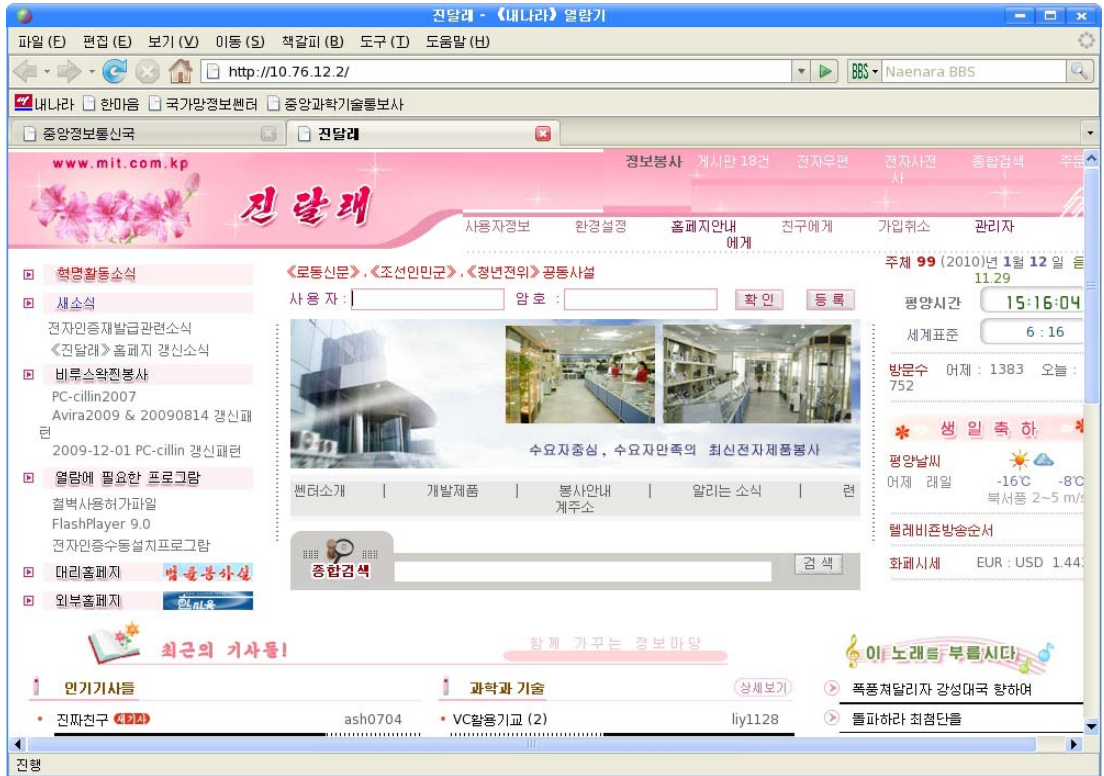 진달래 - 《내나라》 열람기
파일(F) 편집(E) 보기(V) 이동(S) 책갈피(B) 도구(T) 도움말(H)
http://10.76.12.2/
BBS Naenara BBS
내나라 한마음 국가망정보쎈터 중앙과학기술통보사
중앙정보통신국 진달래
www.mit.com.kp
정보봉사 게시판 18건 전자우편 전자사전 종합검색 주문
사
진달래
사용자정보 환경설정 홈페지안내 친구에게 가입취소 관리자
에게
혁명활동소식
새소식
전자인증재발급관련소식
《진달래》홈페지 갱신소식
비루스왁찐봉사
PC-cillin2007
Avira2009 & 20090814 갱신패
턴
2009-12-01 PC-cillin 갱신패턴
열람에 필요한 프로그람
철벽사용허가파일
FlashPlayer 9.0
전자인증수동설치프로그람
대리홈페지 법률봉사실
외부홈페지
《로동신문》, 《조선인민군》, 《청년전위》공동사설
사 용 자 : 암 호 : 확 인 등 록
수요자중심, 수요자만족의 최신전자제품봉사
쎈터소개 | 개발제품 | 봉사안내 | 알리는 소식 | 련
계주소
종합검색 검 색
주체 99 (2010)년 1월 12 일 음
11.29
평양시간 15:16:04
세계표준 6 : 16
방문수 어제 : 1383 오늘 :
752
생 일 축 하
평양날씨
어제 래일 -16℃ -8℃
북서풍 2~5 m/s
텔레비죤방송순서
화페시세 EUR : USD 1.44
최근의 기사들!
함께 가꾸는 정보마당
이 노래를 부릅시다
인기기사들
진짜친구 새기사 ash0704
과학과 기술 상세보기
VC활용기교 (2) liy1128
폭풍쳐달리자 강성대국 향하여
돌파하라 최첨단을
진행